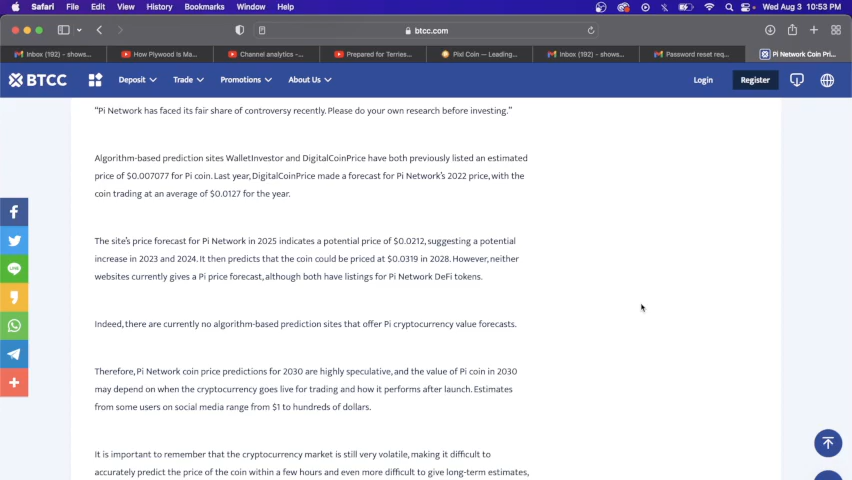 Safari File Edit View History Bookmarks Window Help Wed Aug 3 10:53 PM
btcc.com
Inbox (192) - shows... How Plywood Is Ma... Channel analytics -... Prepared for Terries... Pixl Coin — Leading... Inbox (192) - shows... Password reset req... Pi Network Coin Pri...
BTCC Deposit Trade Promotions About Us Login Register
“Pi Network has faced its fair share of controversy recently. Please do your own research before investing.”
Algorithm-based prediction sites WalletInvestor and DigitalCoinPrice have both previously listed an estimated
price of $0.007077 for Pi coin. Last year, DigitalCoinPrice made a forecast for Pi Network’s 2022 price, with the
coin trading at an average of $0.0127 for the year.
The site’s price forecast for Pi Network in 2025 indicates a potential price of $0.0212, suggesting a potential
increase in 2023 and 2024. It then predicts that the coin could be priced at $0.0319 in 2028. However, neither
websites currently gives a Pi price forecast, although both have listings for Pi Network DeFi tokens.
Indeed, there are currently no algorithm-based prediction sites that offer Pi cryptocurrency value forecasts.
Therefore, Pi Network coin price predictions for 2030 are highly speculative, and the value of Pi coin in 2030
may depend on when the cryptocurrency goes live for trading and how it performs after launch. Estimates
from some users on social media range from $1 to hundreds of dollars.
It is important to remember that the cryptocurrency market is still very volatile, making it difficult to
accurately predict the price of the coin within a few hours and even more difficult to give long-term estimates,